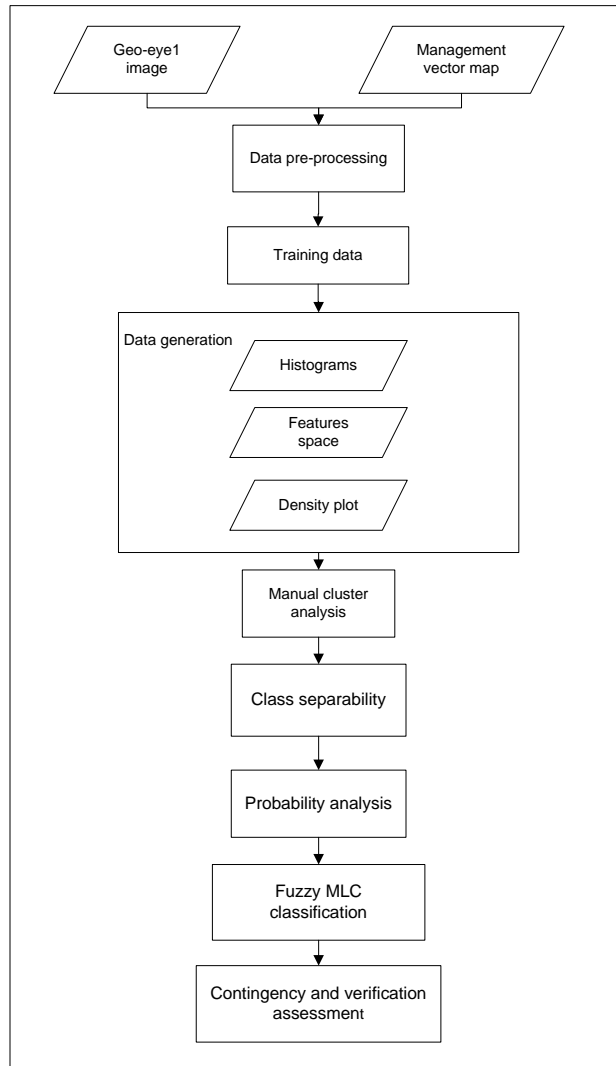 Geo-eye1
image
Management
vector map
Data pre-processing
Training data
Data generation
Histograms
Features
space
Density plot
Manual cluster
analysis
Class separability
Probability analysis
Fuzzy MLC
classification
Contingency and verification
assessment